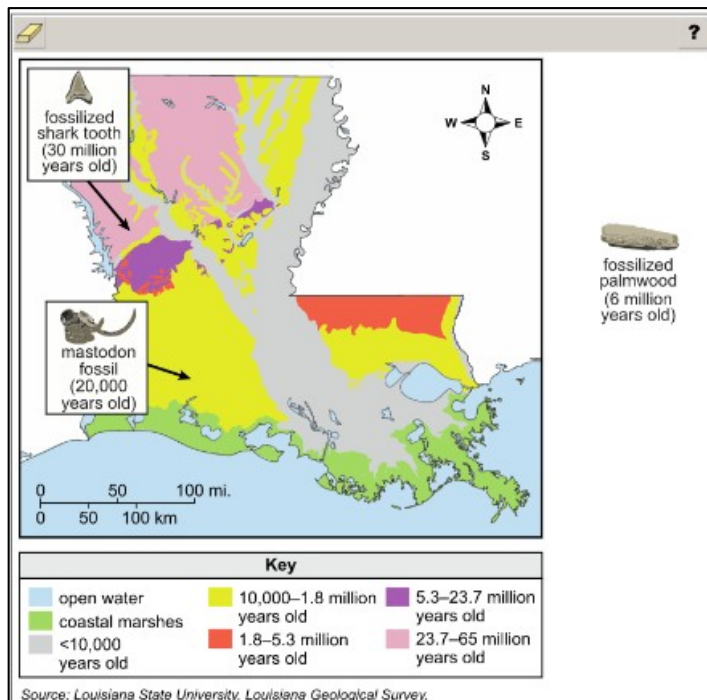 ?
fossilized
shark tooth
(30 million
years old)
N
W
E
S
fossilized
palmwood
(6 million
years old)
mastodon
fossil
(20,000
years old)
0 50 100 mi.
0 50 100 km
Key
open water
coastal marshes
<10,000
years old
10,000–1.8 million
years old
1.8–5.3 million
years old
5.3–23.7 million
years old
23.7–65 million
years old
Source: Louisiana State University, Louisiana Geological Survey.